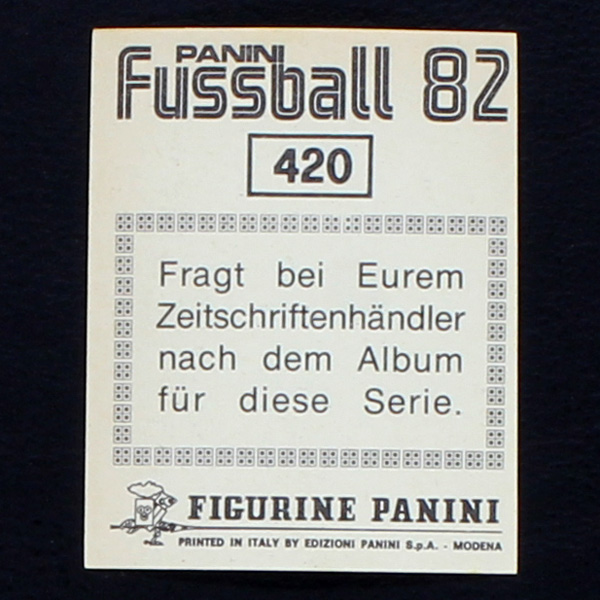 PANINI
Fussball 82
420
Fragt bei Eurem
Zeitschriftenhändler
nach dem Album
für diese Serie.
FIGURINE PANINI
PRINTED IN ITALY BY EDIZIONI PANINI S.p.A. - MODENA